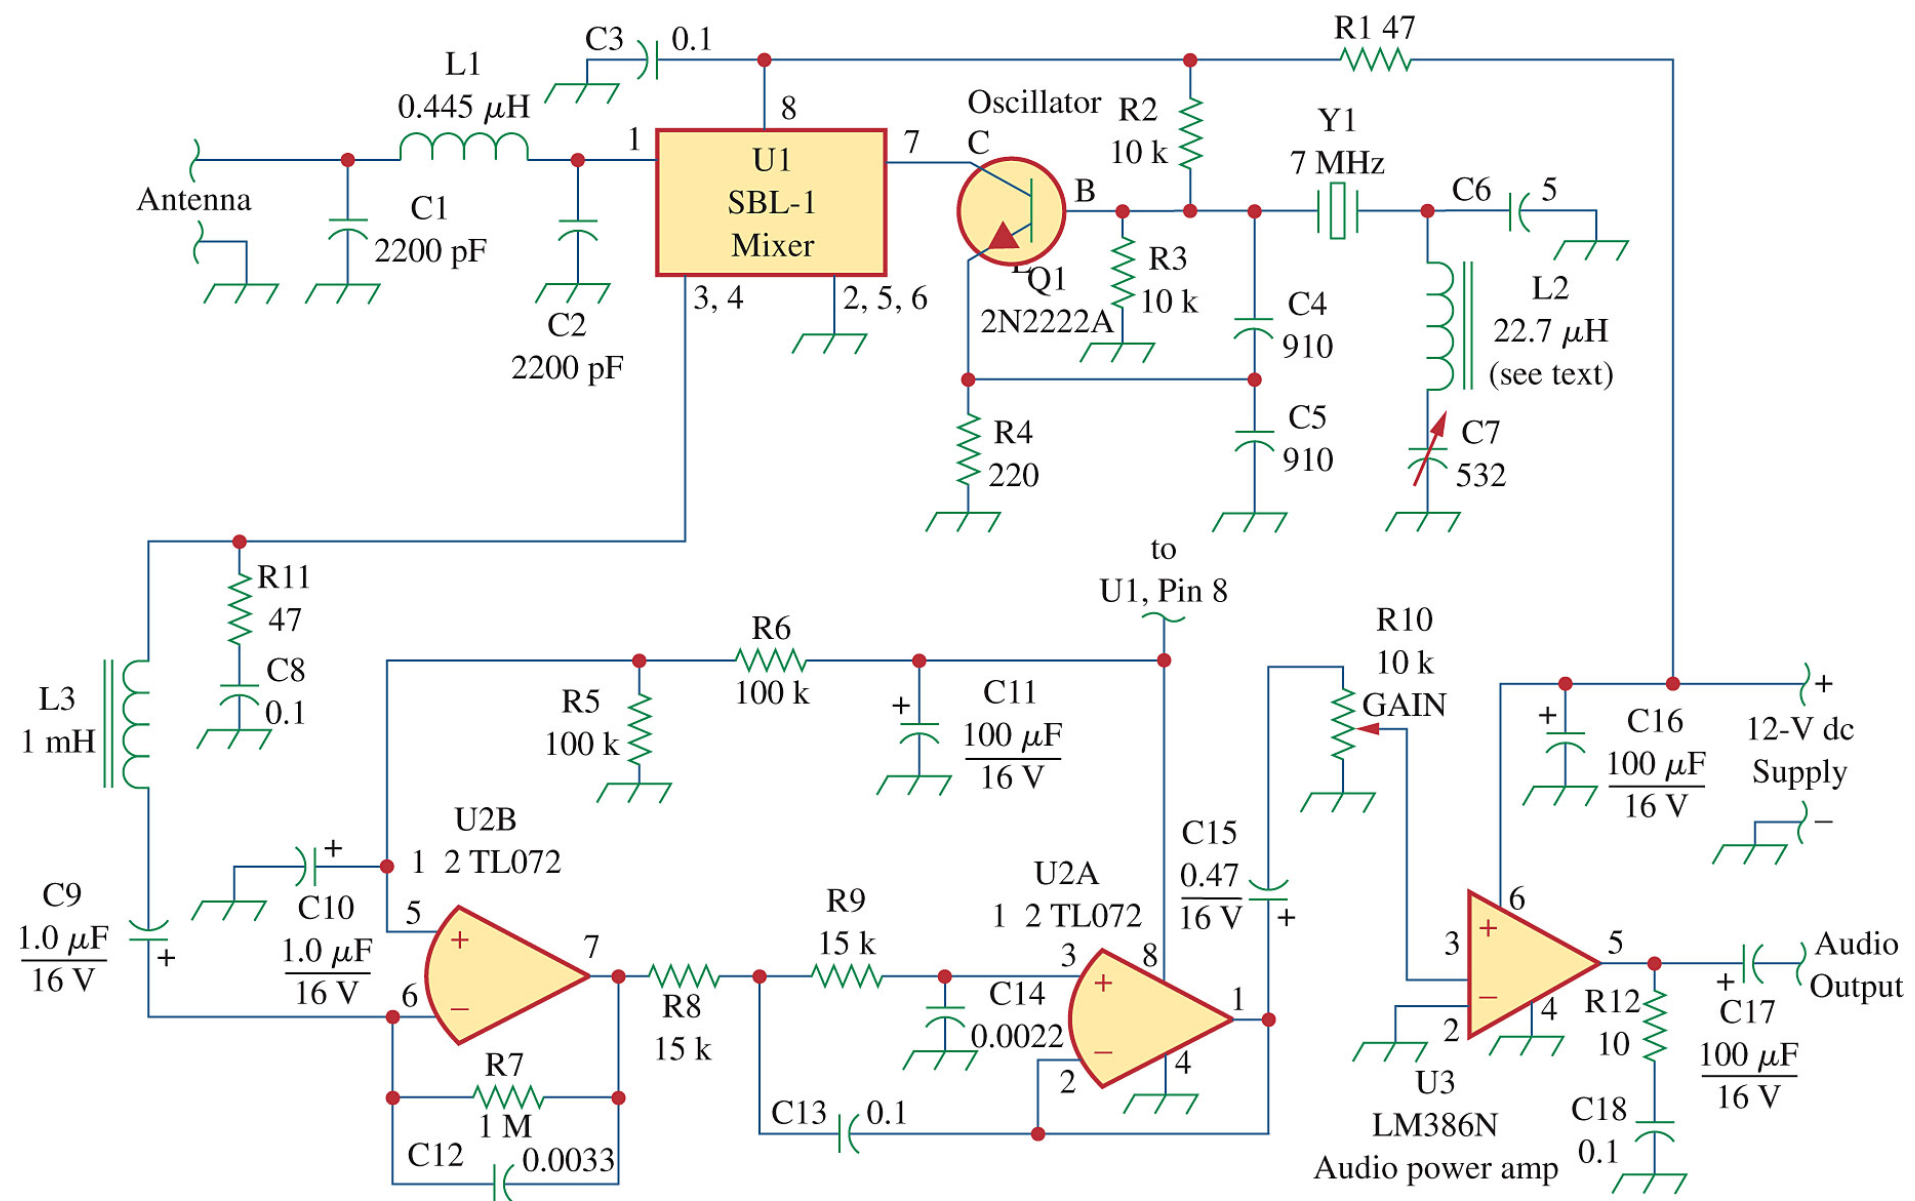 C3
0.1
R1 47
L1
0.445 μH
8
Oscillator
R2
10 k
Y1
7 MHz
1
U1
SBL-1
Mixer
7
C
B
C6
5
Antenna
C1
2200 pF
3, 4
2, 5, 6
E
Q1
2N2222A
R3
10 k
C4
910
L2
22.7 μH
(see text)
C2
2200 pF
R4
220
C5
910
C7
532
to
U1, Pin 8
R11
47
C8
0.1
L3
1 mH
R6
100 k
R5
100 k
+
C11
100 μF
16 V
R10
10 k
GAIN
+
C16
100 μF
16 V
+
12-V dc
Supply
−
U2B
1 2 TL072
+
C10
1.0 μF
16 V
C9
1.0 μF
16 V
+
5
+
6
−
7
R8
15 k
R9
15 k
C14
0.0022
U2A
1 2 TL072
3
+
8
−
2
4
1
C15
0.47
16 V
+
R7
1 M
C12
0.0033
C13
0.1
6
3
+
−
2
5
4
U3
LM386N
Audio power amp
R12
10
C18
0.1
+
C17
100 μF
16 V
Audio
Output